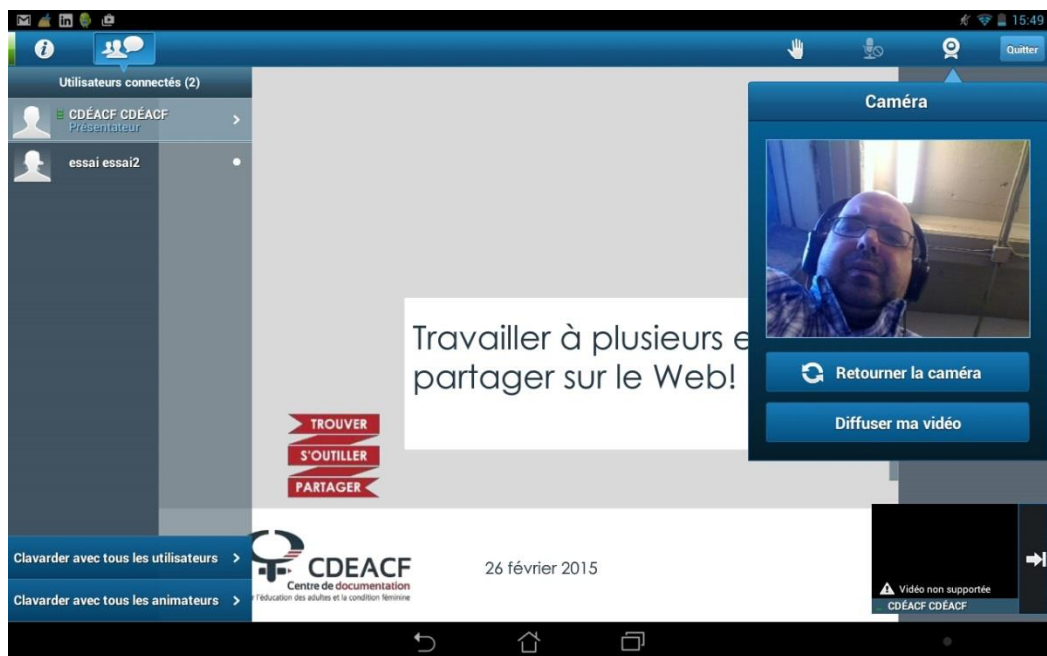 15:49
Quitter
Utilisateurs connectés (2)
CDÉACF CDÉACF
Présentateur
essai essai2
Caméra
Retourner la caméra
Diffuser ma vidéo
Travailler à plusieurs e
partager sur le Web!
TROUVER
S'OUTILLER
PARTAGER
Clavarder avec tous les utilisateurs
Clavarder avec tous les animateurs
CDEACF
Centre de documentation
r l'éducation des adultes et la condition féminine
26 février 2015
Vidéo non supportée
CDÉACF CDÉACF